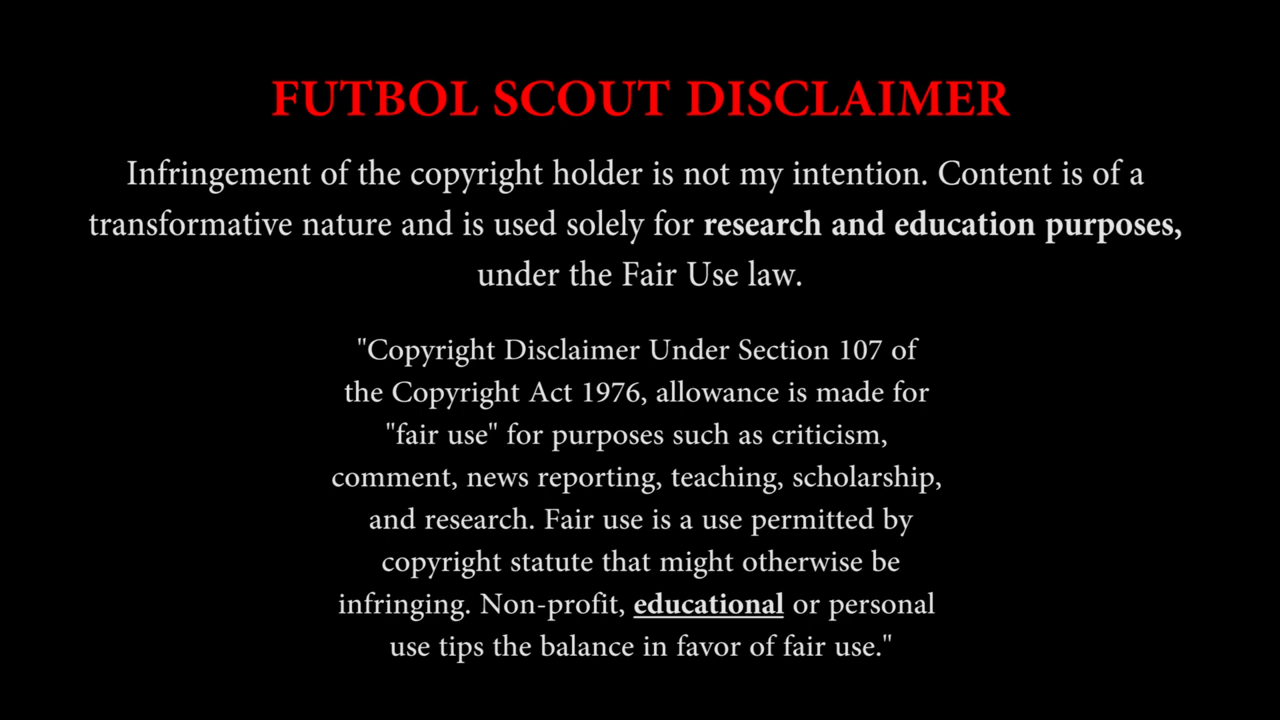 FUTBOL SCOUT DISCLAIMER
Infringement of the copyright holder is not my intention. Content is of a
transformative nature and is used solely for research and education purposes,
under the Fair Use law.
"Copyright Disclaimer Under Section 107 of
the Copyright Act 1976, allowance is made for
"fair use" for purposes such as criticism,
comment, news reporting, teaching, scholarship,
and research. Fair use is a use permitted by
copyright statute that might otherwise be
infringing. Non-profit, educational or personal
use tips the balance in favor of fair use."